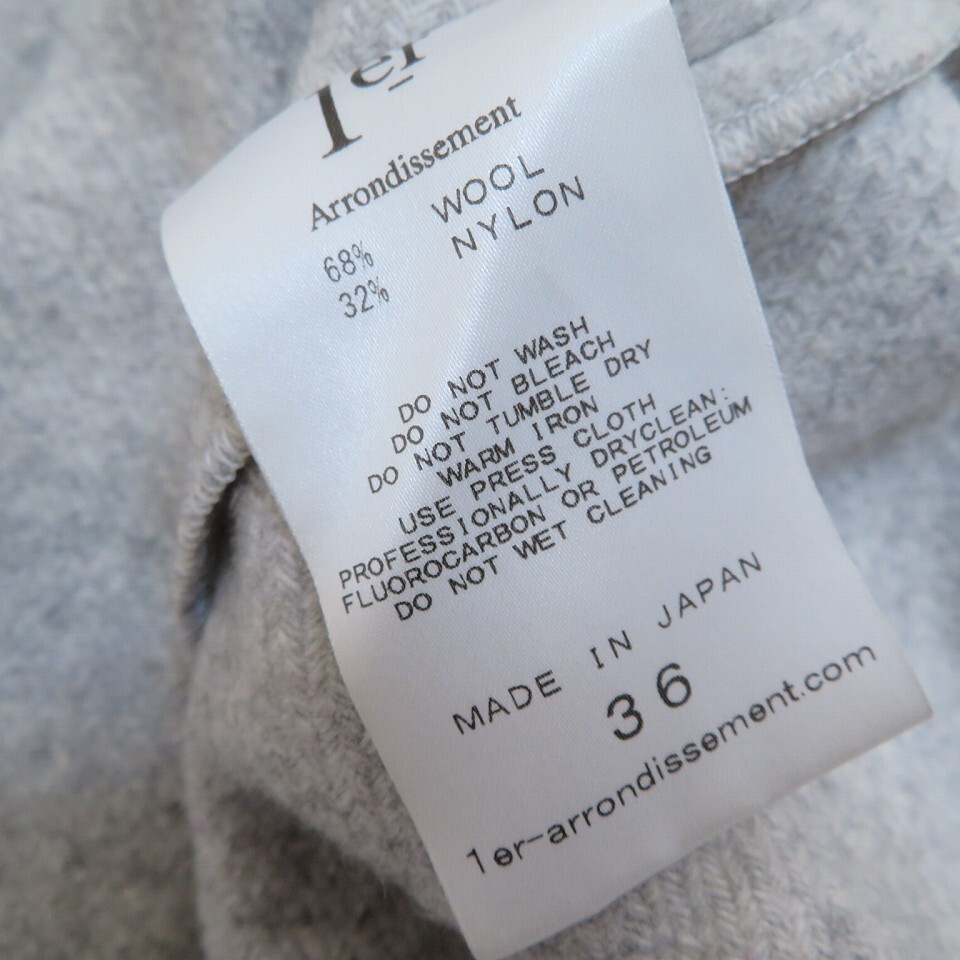 1er
Arrondissement
68% WOOL
32% NYLON
DO NOT WASH
DO NOT BLEACH
DO NOT TUMBLE DRY
WARM IRON
USE PRESS CLOTH
PROFESSIONALLY DRYCLEAN:
FLUOROCARBON OR PETROLEUM
DO NOT WET CLEANING
MADE IN JAPAN
36
1er-arrondissement.com